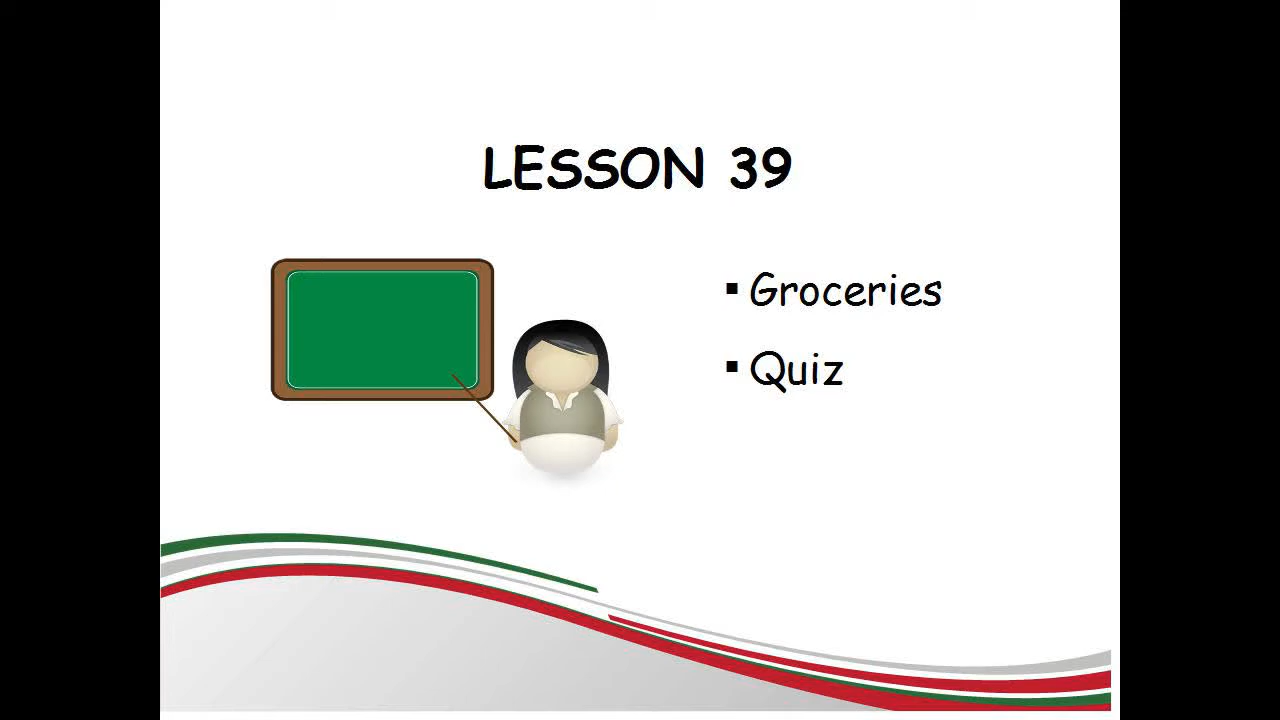 LESSON 39
▪ Groceries
▪ Quiz